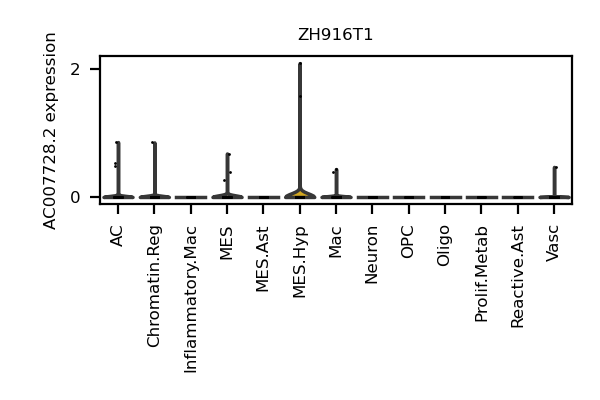 ZH916T1
AC007728.2 expression
2
0
AC
Chromatin.Reg
Inflammatory.Mac
MES
MES.Ast
MES.Hyp
Mac
Neuron
OPC
Oligo
Prolif.Metab
Reactive.Ast
Vasc